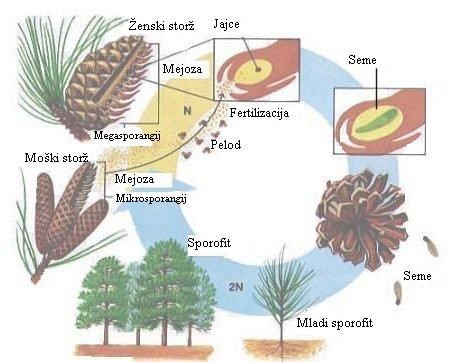 Ženski storž
Jajce
Mejoza
Seme
N
Fertilizacija
Megasporangij
Pelod
Moški storž
Mejoza
Mikrosporangij
Sporofit
Seme
2N
Mladi sporofit